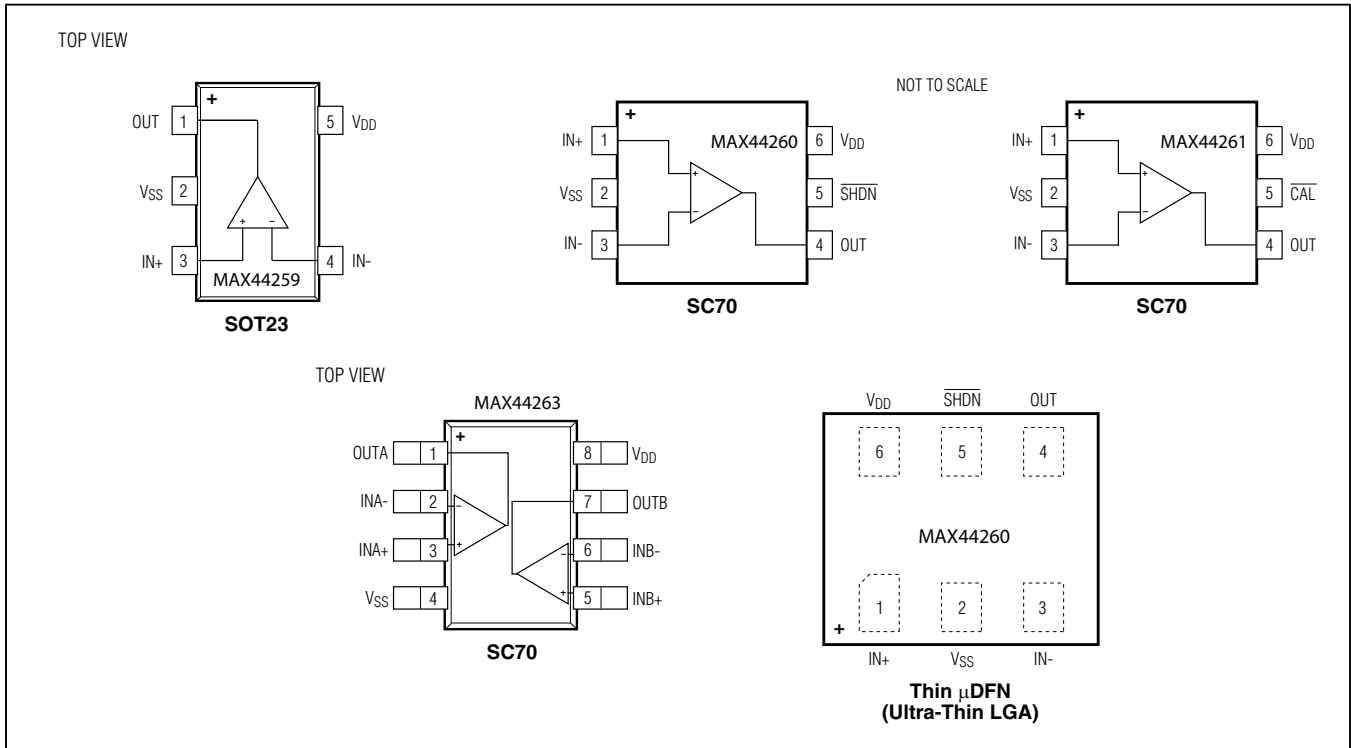 TOP VIEW
NOT TO SCALE
+
OUT 1
5 VDD
VSS 2
IN+ 3
4 IN-
+ −
MAX44259
SOT23
+
IN+ 1
MAX44260
6 VDD
VSS 2
5 SHDN
IN- 3
4 OUT
+
−
SC70
+
IN+ 1
MAX44261
6 VDD
VSS 2
5 CAL
IN- 3
4 OUT
+
−
SC70
TOP VIEW
MAX44263
+
OUTA 1
8 VDD
INA- 2
7 OUTB
INA+ 3
6 INB-
VSS 4
5 INB+
−
+
−
+
SC70
VDD SHDN OUT
6 5 4
MAX44260
1 2 3
+
IN+ VSS IN-
Thin μDFN
(Ultra-Thin LGA)